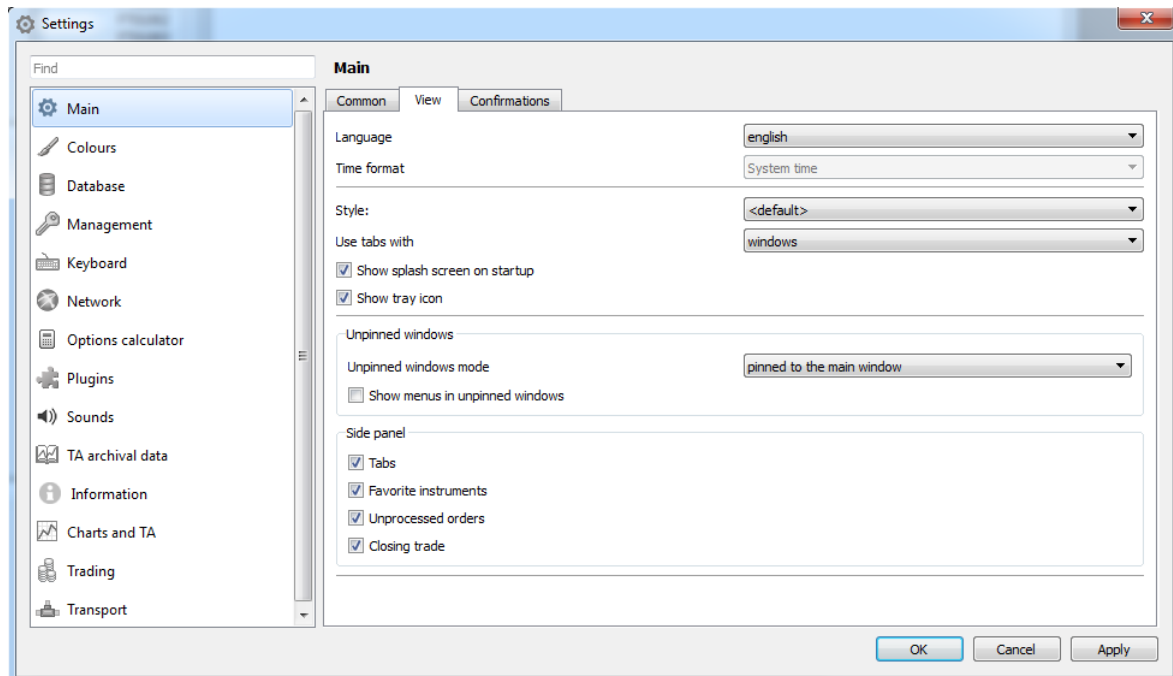 Settings
Find
Main
Colours
Database
Management
Keyboard
Network
Options calculator
Plugins
Sounds
TA archival data
Information
Charts and TA
Trading
Transport
Main
Common View Confirmations
Language english
Time format System time
Style: <default>
Use tabs with windows
Show splash screen on startup
Show tray icon
Unpinned windows
Unpinned windows mode pinned to the main window
Show menus in unpinned windows
Side panel
Tabs
Favorite instruments
Unprocessed orders
Closing trade
OK Cancel Apply